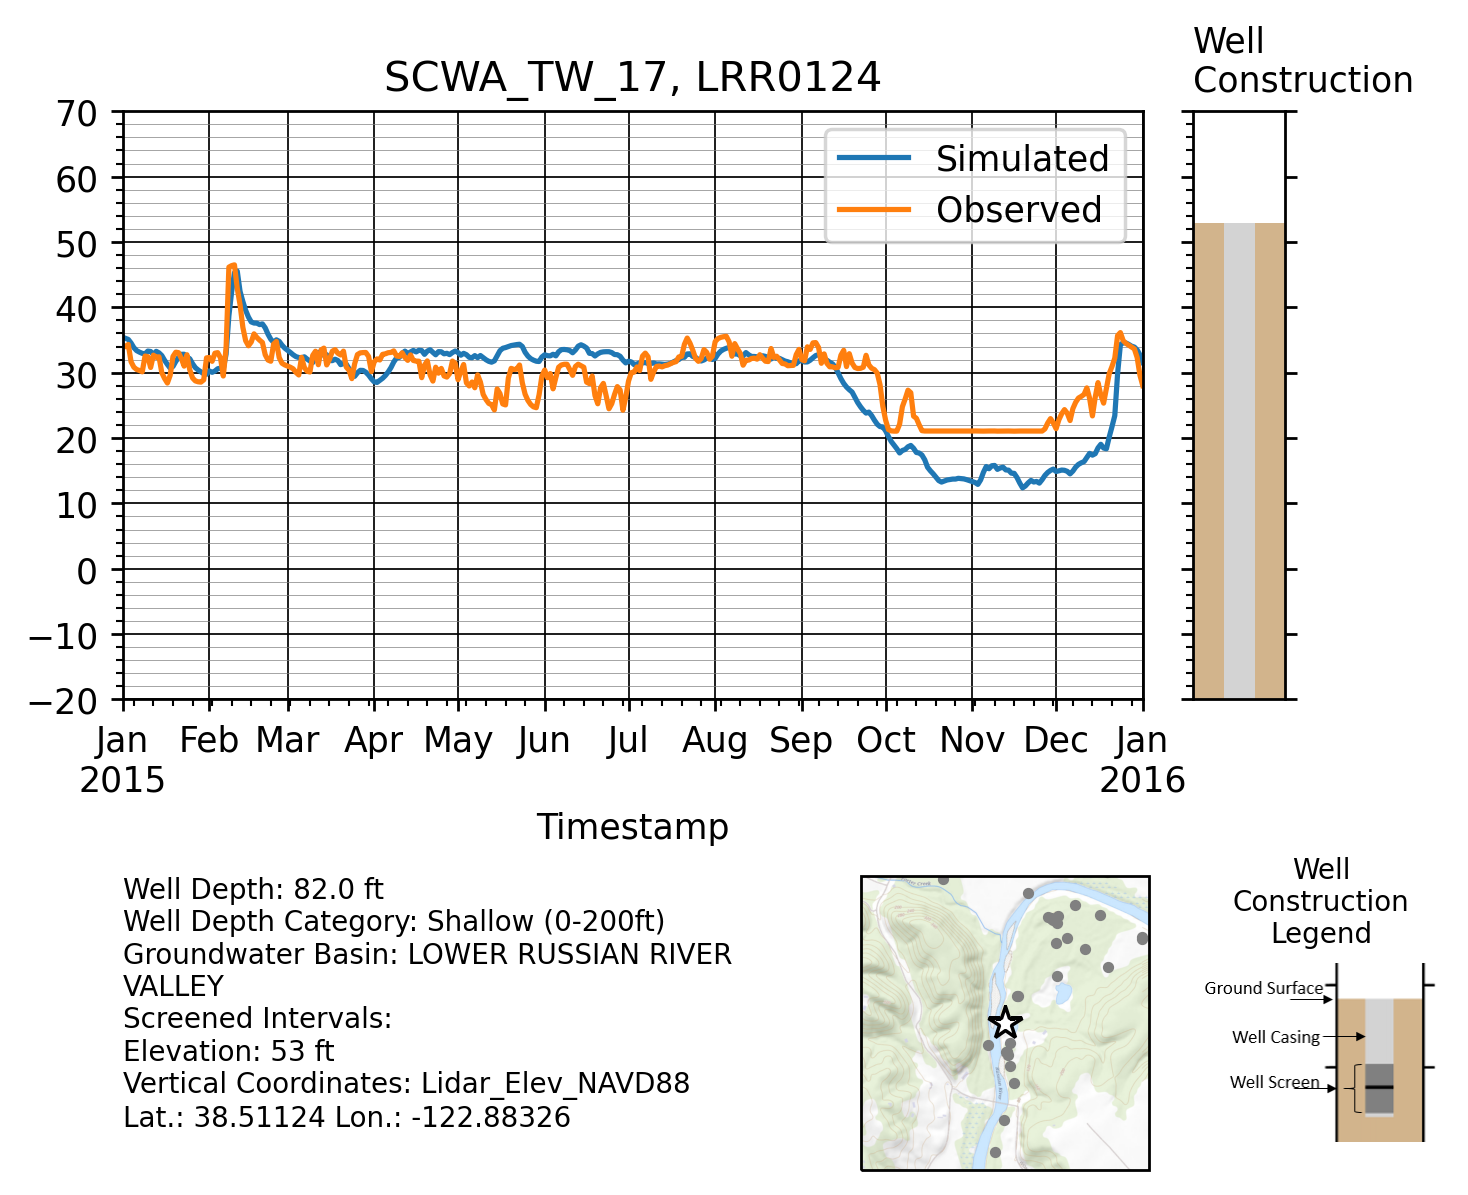 Well
Construction
SCWA_TW_17, LRR0124
70
60
50
40
30
20
10
0
−10
−20
Simulated
Observed
Jan Feb Mar Apr May Jun Jul Aug Sep Oct Nov Dec Jan
2015 2016
Timestamp
Well Depth: 82.0 ft
Well Depth Category: Shallow (0-200ft)
Groundwater Basin: LOWER RUSSIAN RIVER
VALLEY
Screened Intervals:
Elevation: 53 ft
Vertical Coordinates: Lidar_Elev_NAVD88
Lat.: 38.51124 Lon.: -122.88326
Well
Construction
Legend
Ground Surface
Well Casing
Well Screen